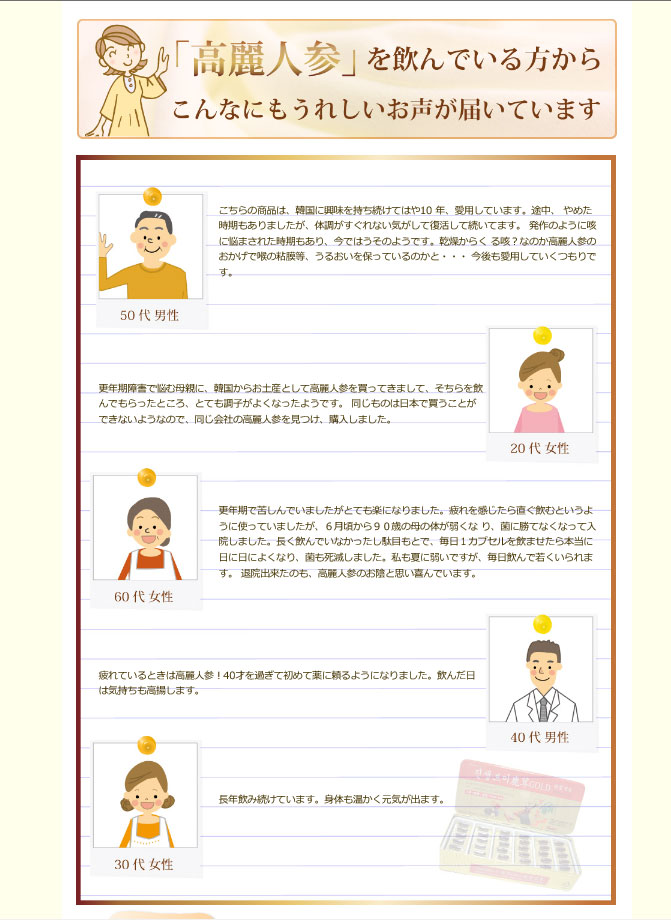 「高麗人参」を飲んでいる方から
こんなにもうれしいお声が届いています
こちらの商品は、韓国に興味を持ち続けてはや10 年、愛用しています。途中、 やめた
時期もありましたが、体調がすぐれない気がして復活して続いてます。 発作のように咳
に悩まされた時期もあり、今ではうそのようです。乾燥からく る咳？なのか高麗人参の
おかげで喉の粘膜等、うるおいを保っているのかと・・・ 今後も愛用していくつもりで
す。
50 代 男性
更年期障害で悩む母親に、韓国からお土産として高麗人参を買ってきまして、そちらを飲
んでもらったところ、とても調子がよくなったようです。 同じものは日本で買うことが
できないようなので、同じ会社の高麗人参を見つけ、購入しました。
20 代 女性
更年期で苦しんでいましたがとても楽になりました。疲れを感じたら直ぐ飲むというよ
うに使っていましたが、６月頃から９０歳の母の体が弱くな り、菌に勝てなくなって入
院しました。長く飲んでいなかったし駄目もとで、毎日１カプセルを飲ませたら本当に
日に日によくなり、菌も死滅しました。私も夏に弱いですが、毎日飲んで若くいられま
す。 退院出来たのも、高麗人参のお陰と思い喜んでいます。
60 代 女性
疲れているときは高麗人参！40才を過ぎて初めて薬に頼るようになりました。飲んだ日
は気持ちも高揚します。
40 代 男性
長年飲み続けています。身体も温かく元気が出ます。
30 代 女性
GOLD